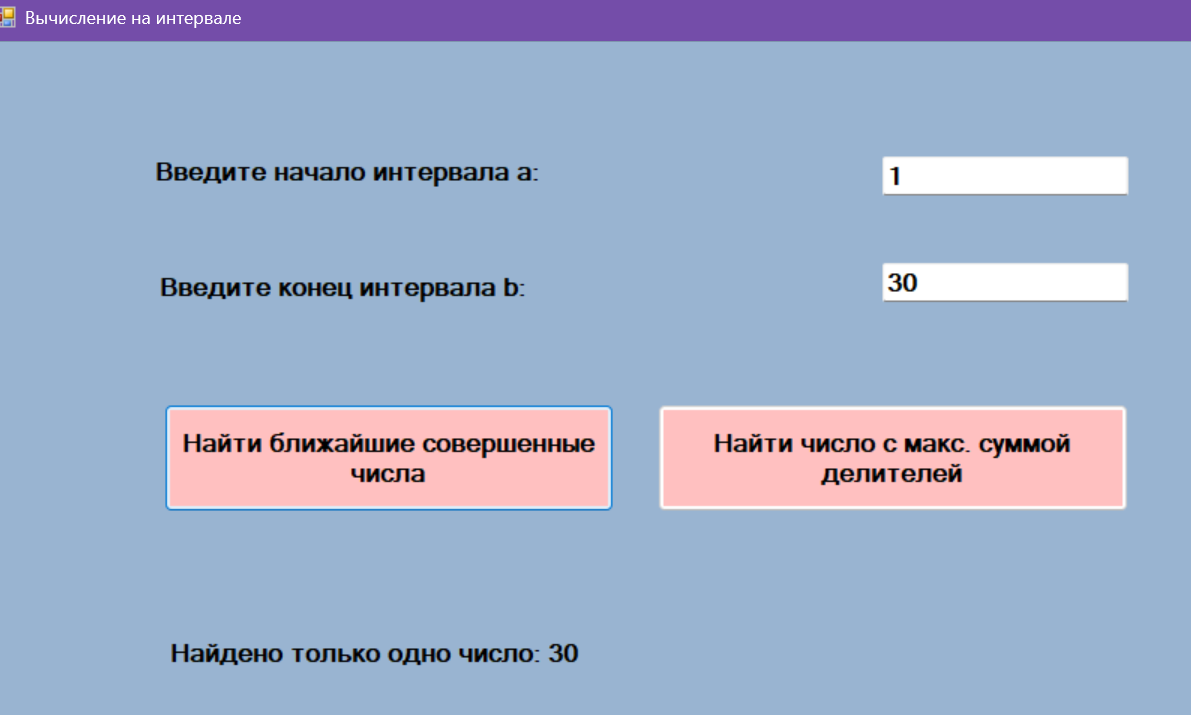 Вычисление на интервале
Введите начало интервала a:
1
Введите конец интервала b:
30
Найти ближайшие совершенные
числа
Найти число с макс. суммой
делителей
Найдено только одно число: 30